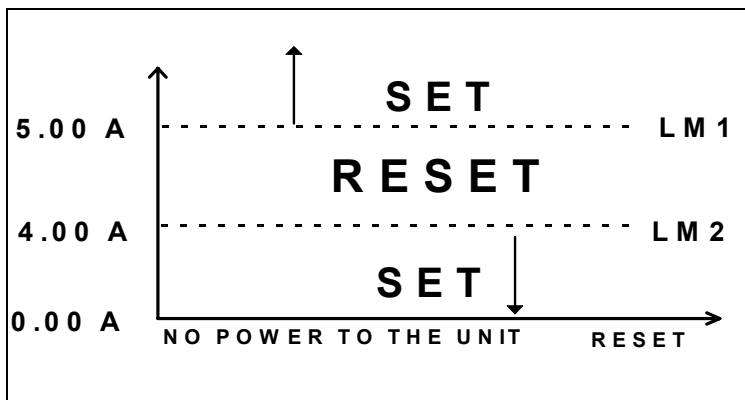 SET
5.00 A LM1
RESET
4.00 A LM2
SET
0.00 A
NO POWER TO THE UNIT RESET